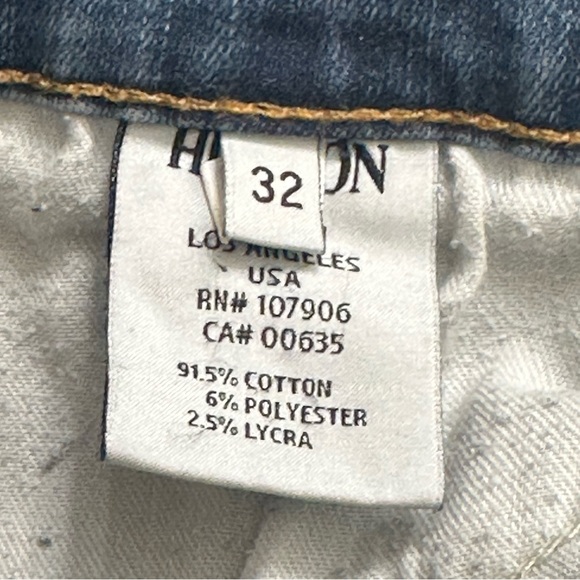 32
LOS ANGELES
USA
RN# 107906
CA# 00635
91.5% COTTON
6% POLYESTER
2.5% LYCRA